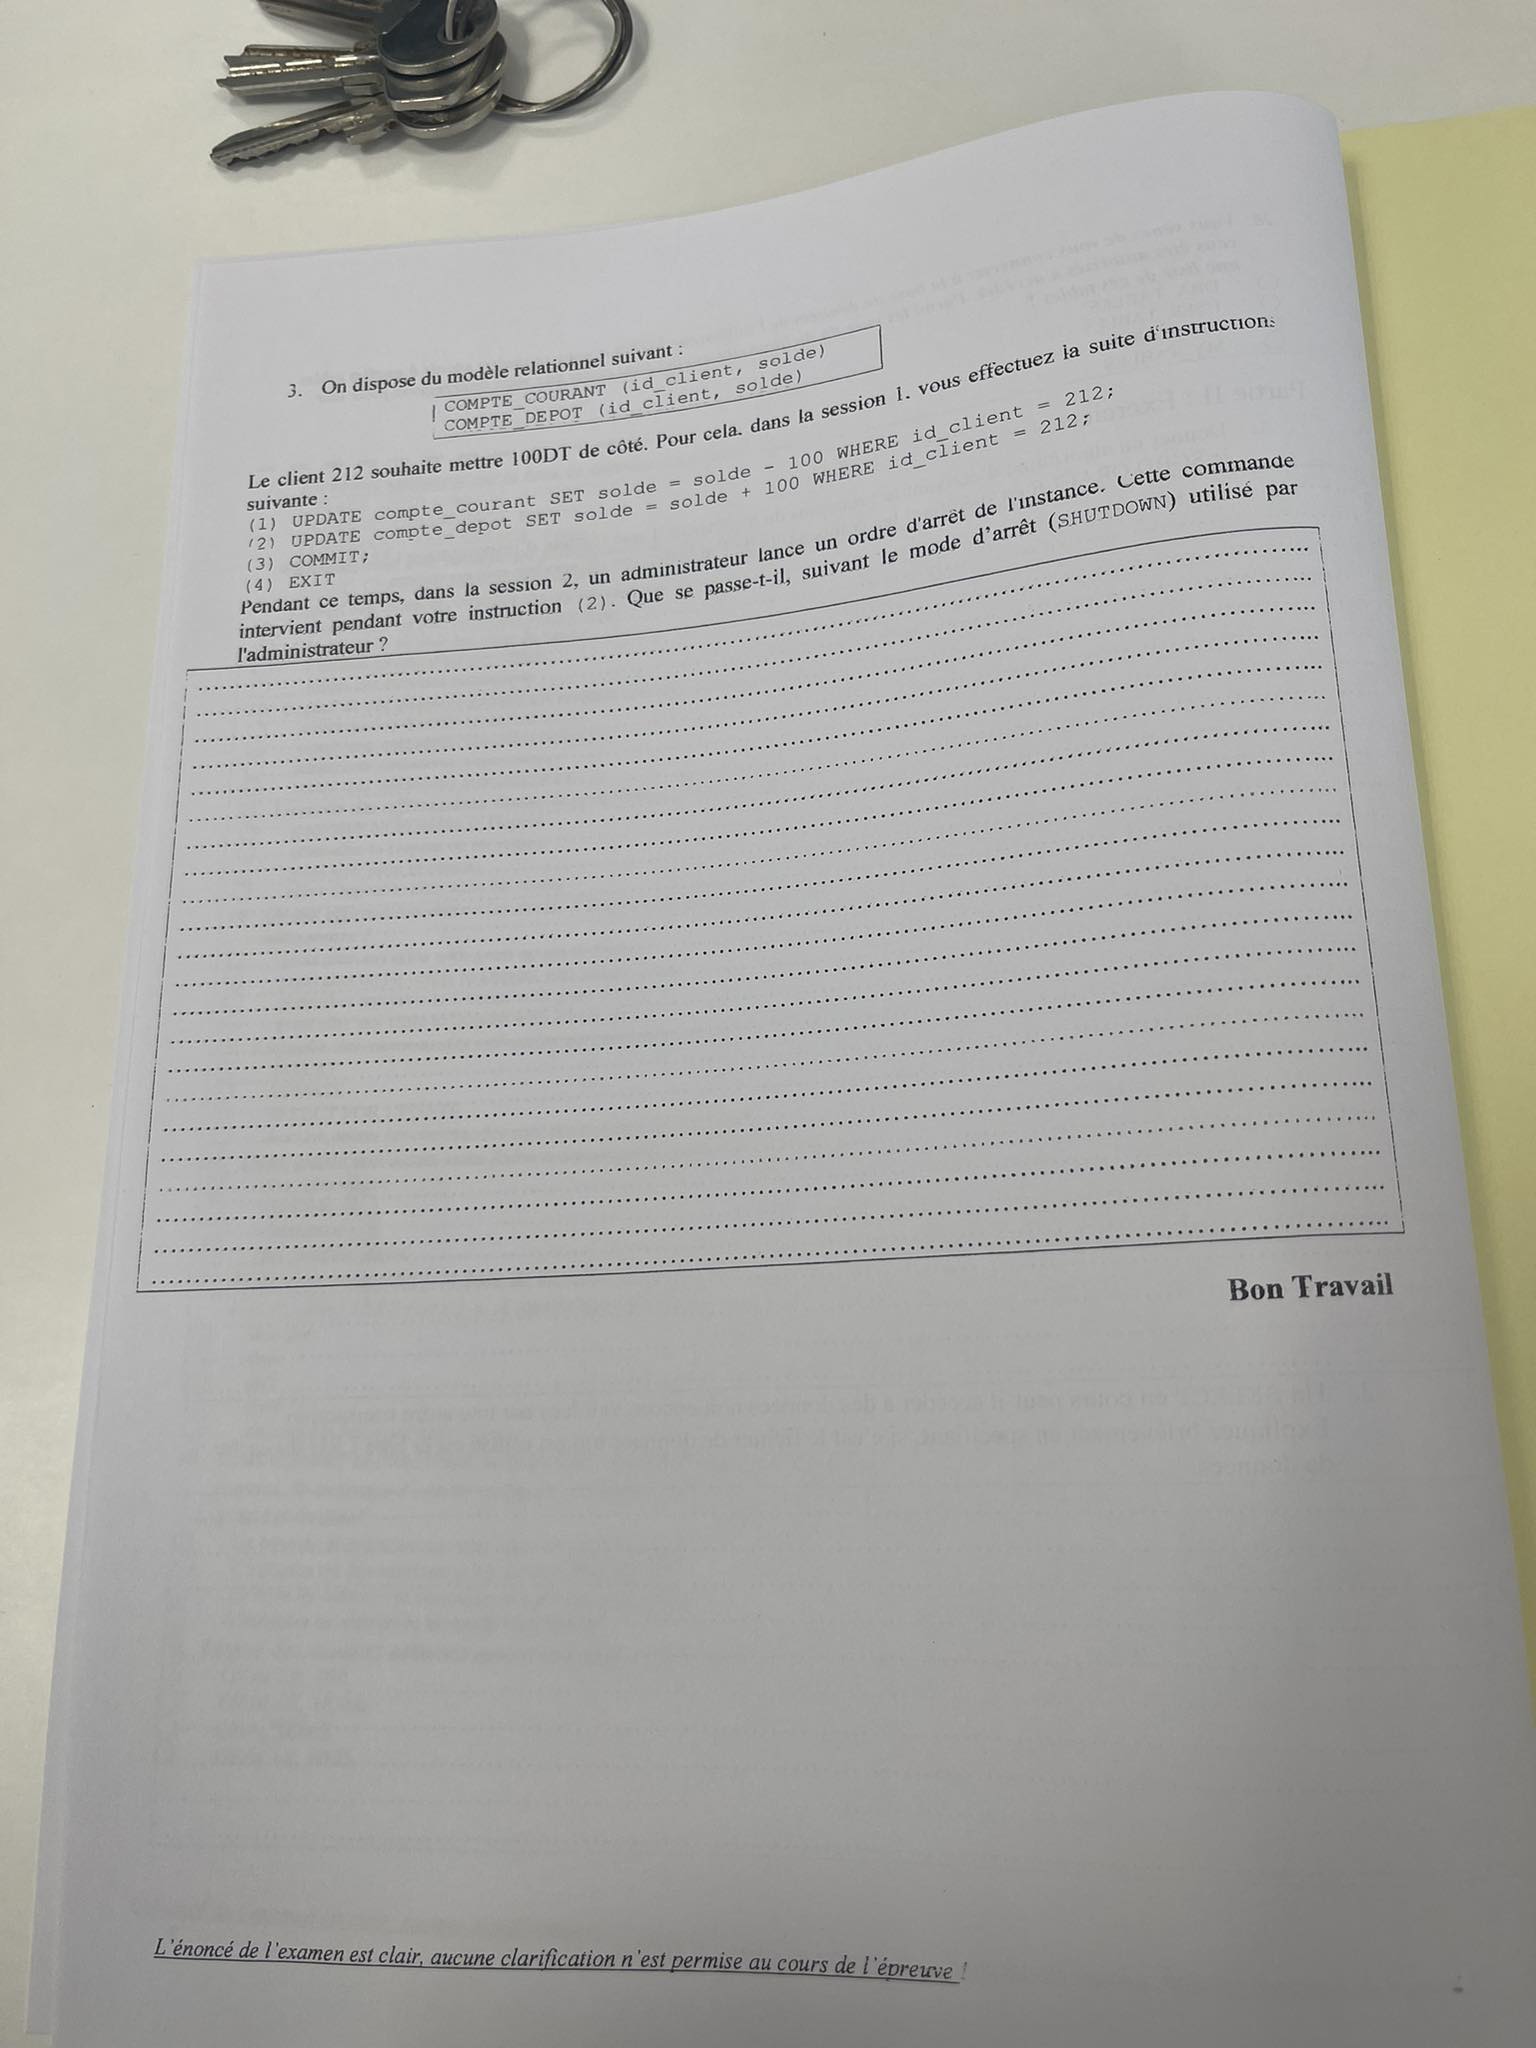 3. On dispose du modèle relationnel suivant :
COMPTE_COURANT (id_client, solde)
COMPTE_DEPOT (id_client, solde)
Le client 212 souhaite mettre 100DT de côté. Pour cela. dans la session 1. vous effectuez la suite d'instructions
suivante :
(1) UPDATE compte_courant SET solde = solde - 100 WHERE id_client = 212;
(2) UPDATE compte_depot SET solde = solde + 100 WHERE id_client = 212;
(3) COMMIT;
(4) EXIT
Pendant ce temps, dans la session 2, un administrateur lance un ordre d'arrêt de l'instance. Cette commande
intervient pendant votre instruction (2). Que se passe-t-il, suivant le mode d'arrêt (SHUTDOWN) utilisé par
l'administrateur ?
Bon Travail
L'énoncé de l'examen est clair, aucune clarification n'est permise au cours de l'épreuve !